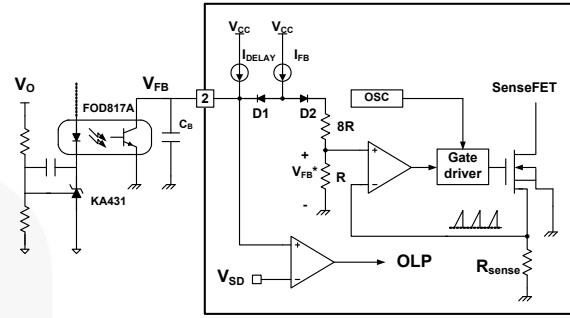 VCC VCC
IDELAY IFB
VO
FOD817A
VFB
2
CB
D1 D2
8R
R
+
VFB*
-
OSC
+
-
Gate
driver
SenseFET
KA431
Rsense
VSD
+
-
OLP